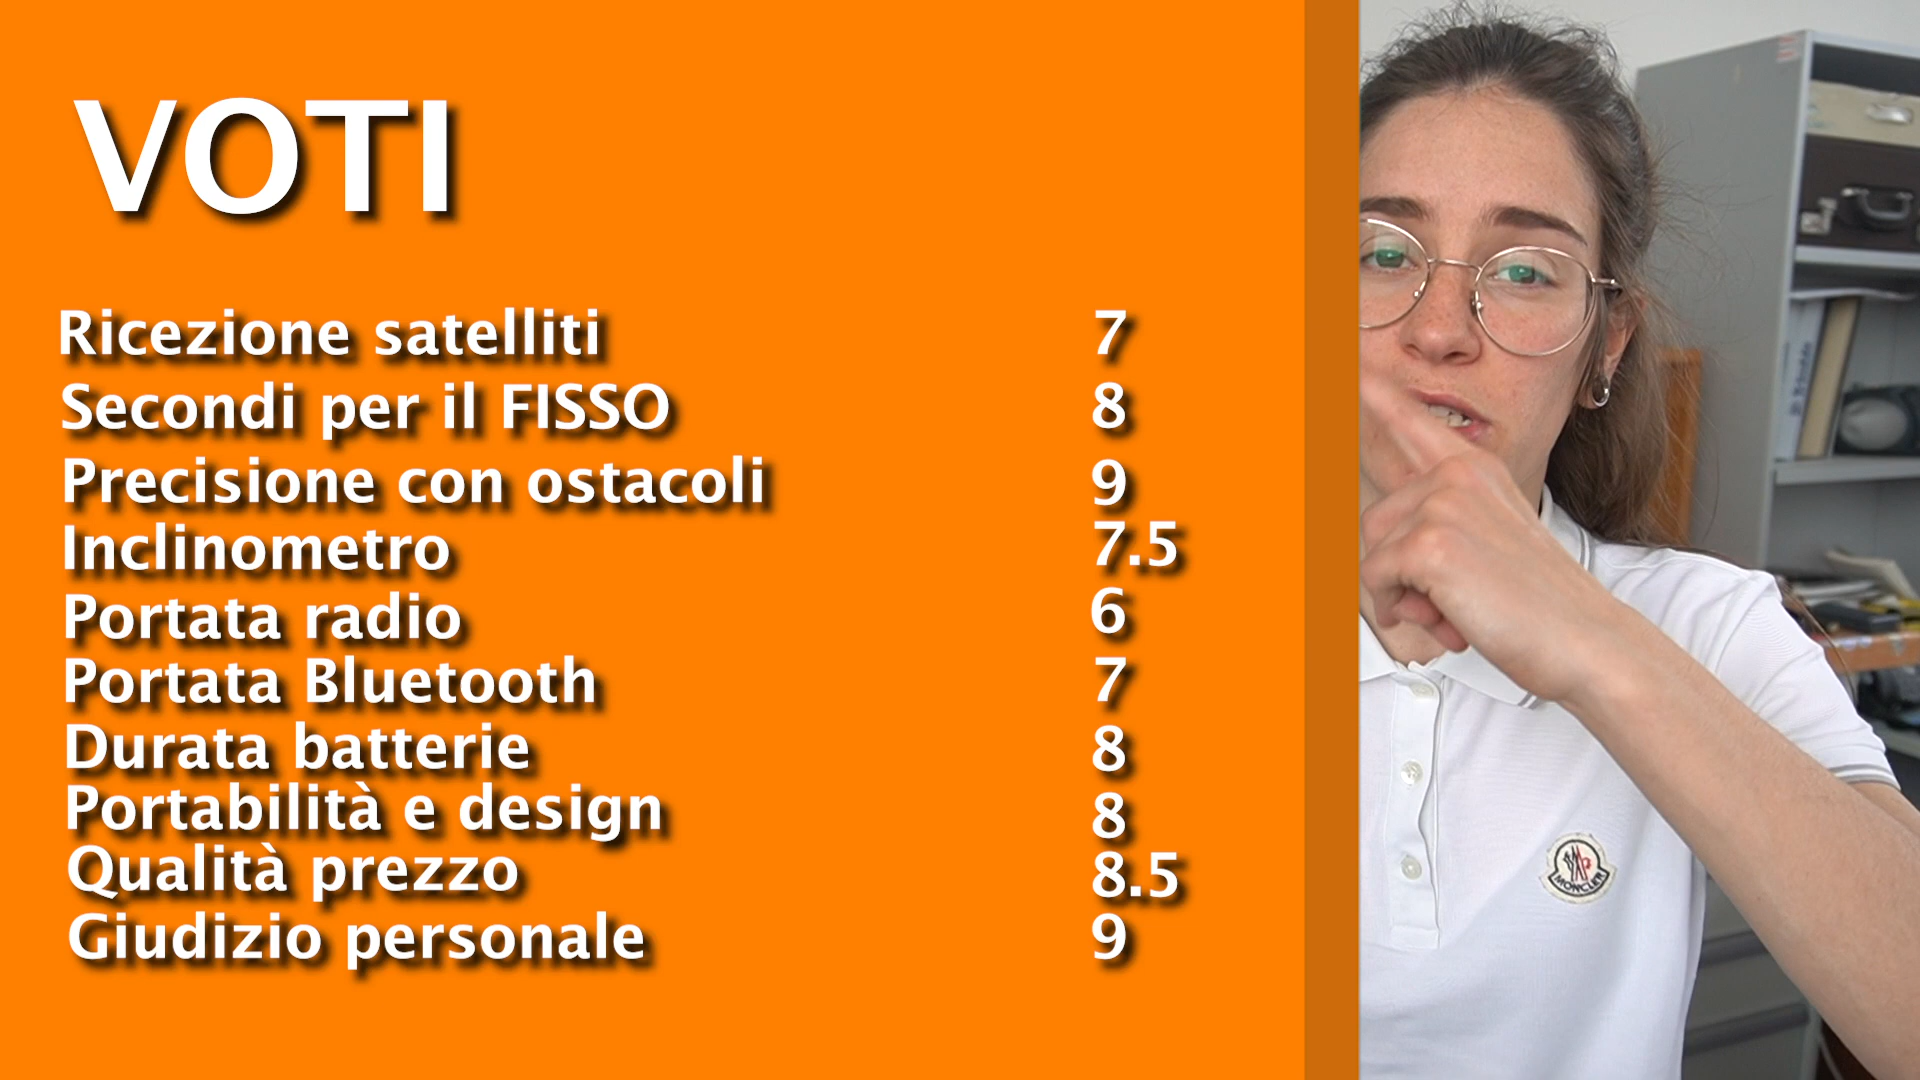 VOTI
Ricezione satelliti 7
Secondi per il FISSO 8
Precisione con ostacoli 9
Inclinometro 7.5
Portata radio 6
Portata Bluetooth 7
Durata batterie 8
Portabilità e design 8
Qualità prezzo 8.5
Giudizio personale 9
MONCLER